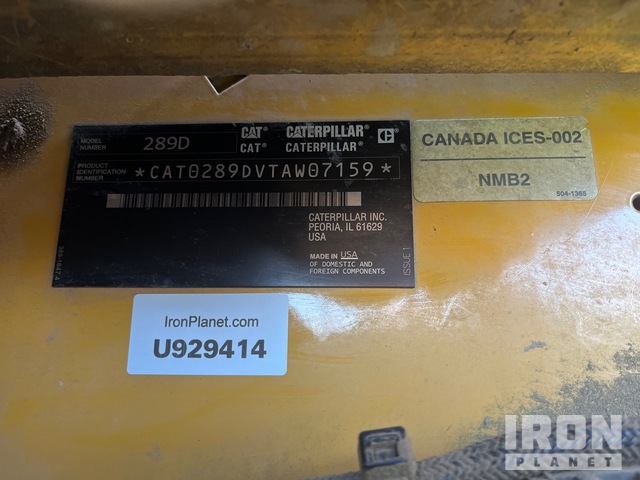 MODEL NUMBER 289D CAT CATERPILLAR C
CAT CATERPILLAR
PRODUCT IDENTIFICATION NUMBER *CAT0289DVTAW07159*
CATERPILLAR INC.
PEORIA, IL 61629
USA
MADE IN USA
OF DOMESTIC AND
FOREIGN COMPONENTS
ISSUE 1
CANADA ICES-002
NMB2
504-1365
IronPlanet.com
U929414
IRON
PLANET